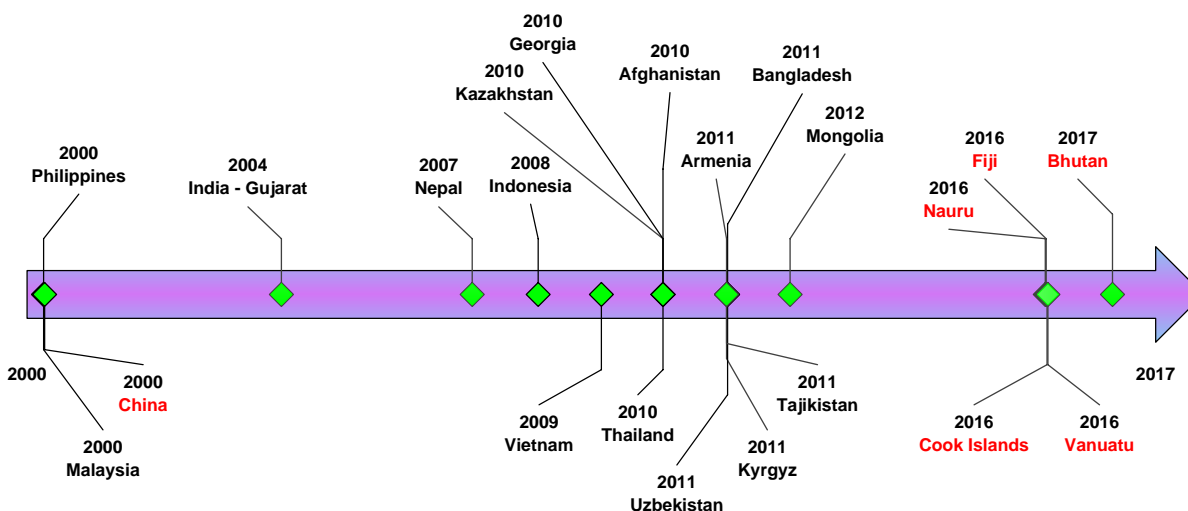 2010
Georgia
2010
Kazakhstan
2010
Afghanistan
2011
Bangladesh
2012
Mongolia
2011
Armenia
2000
Philippines
2004
India - Gujarat
2007
Nepal
2008
Indonesia
2016
Fiji
2016
Nauru
2017
Bhutan
2000
2000
China
2000
Malaysia
2009
Vietnam
2010
Thailand
2011
Uzbekistan
2011
Kyrgyz
2011
Tajikistan
2016
Cook Islands
2016
Vanuatu
2017